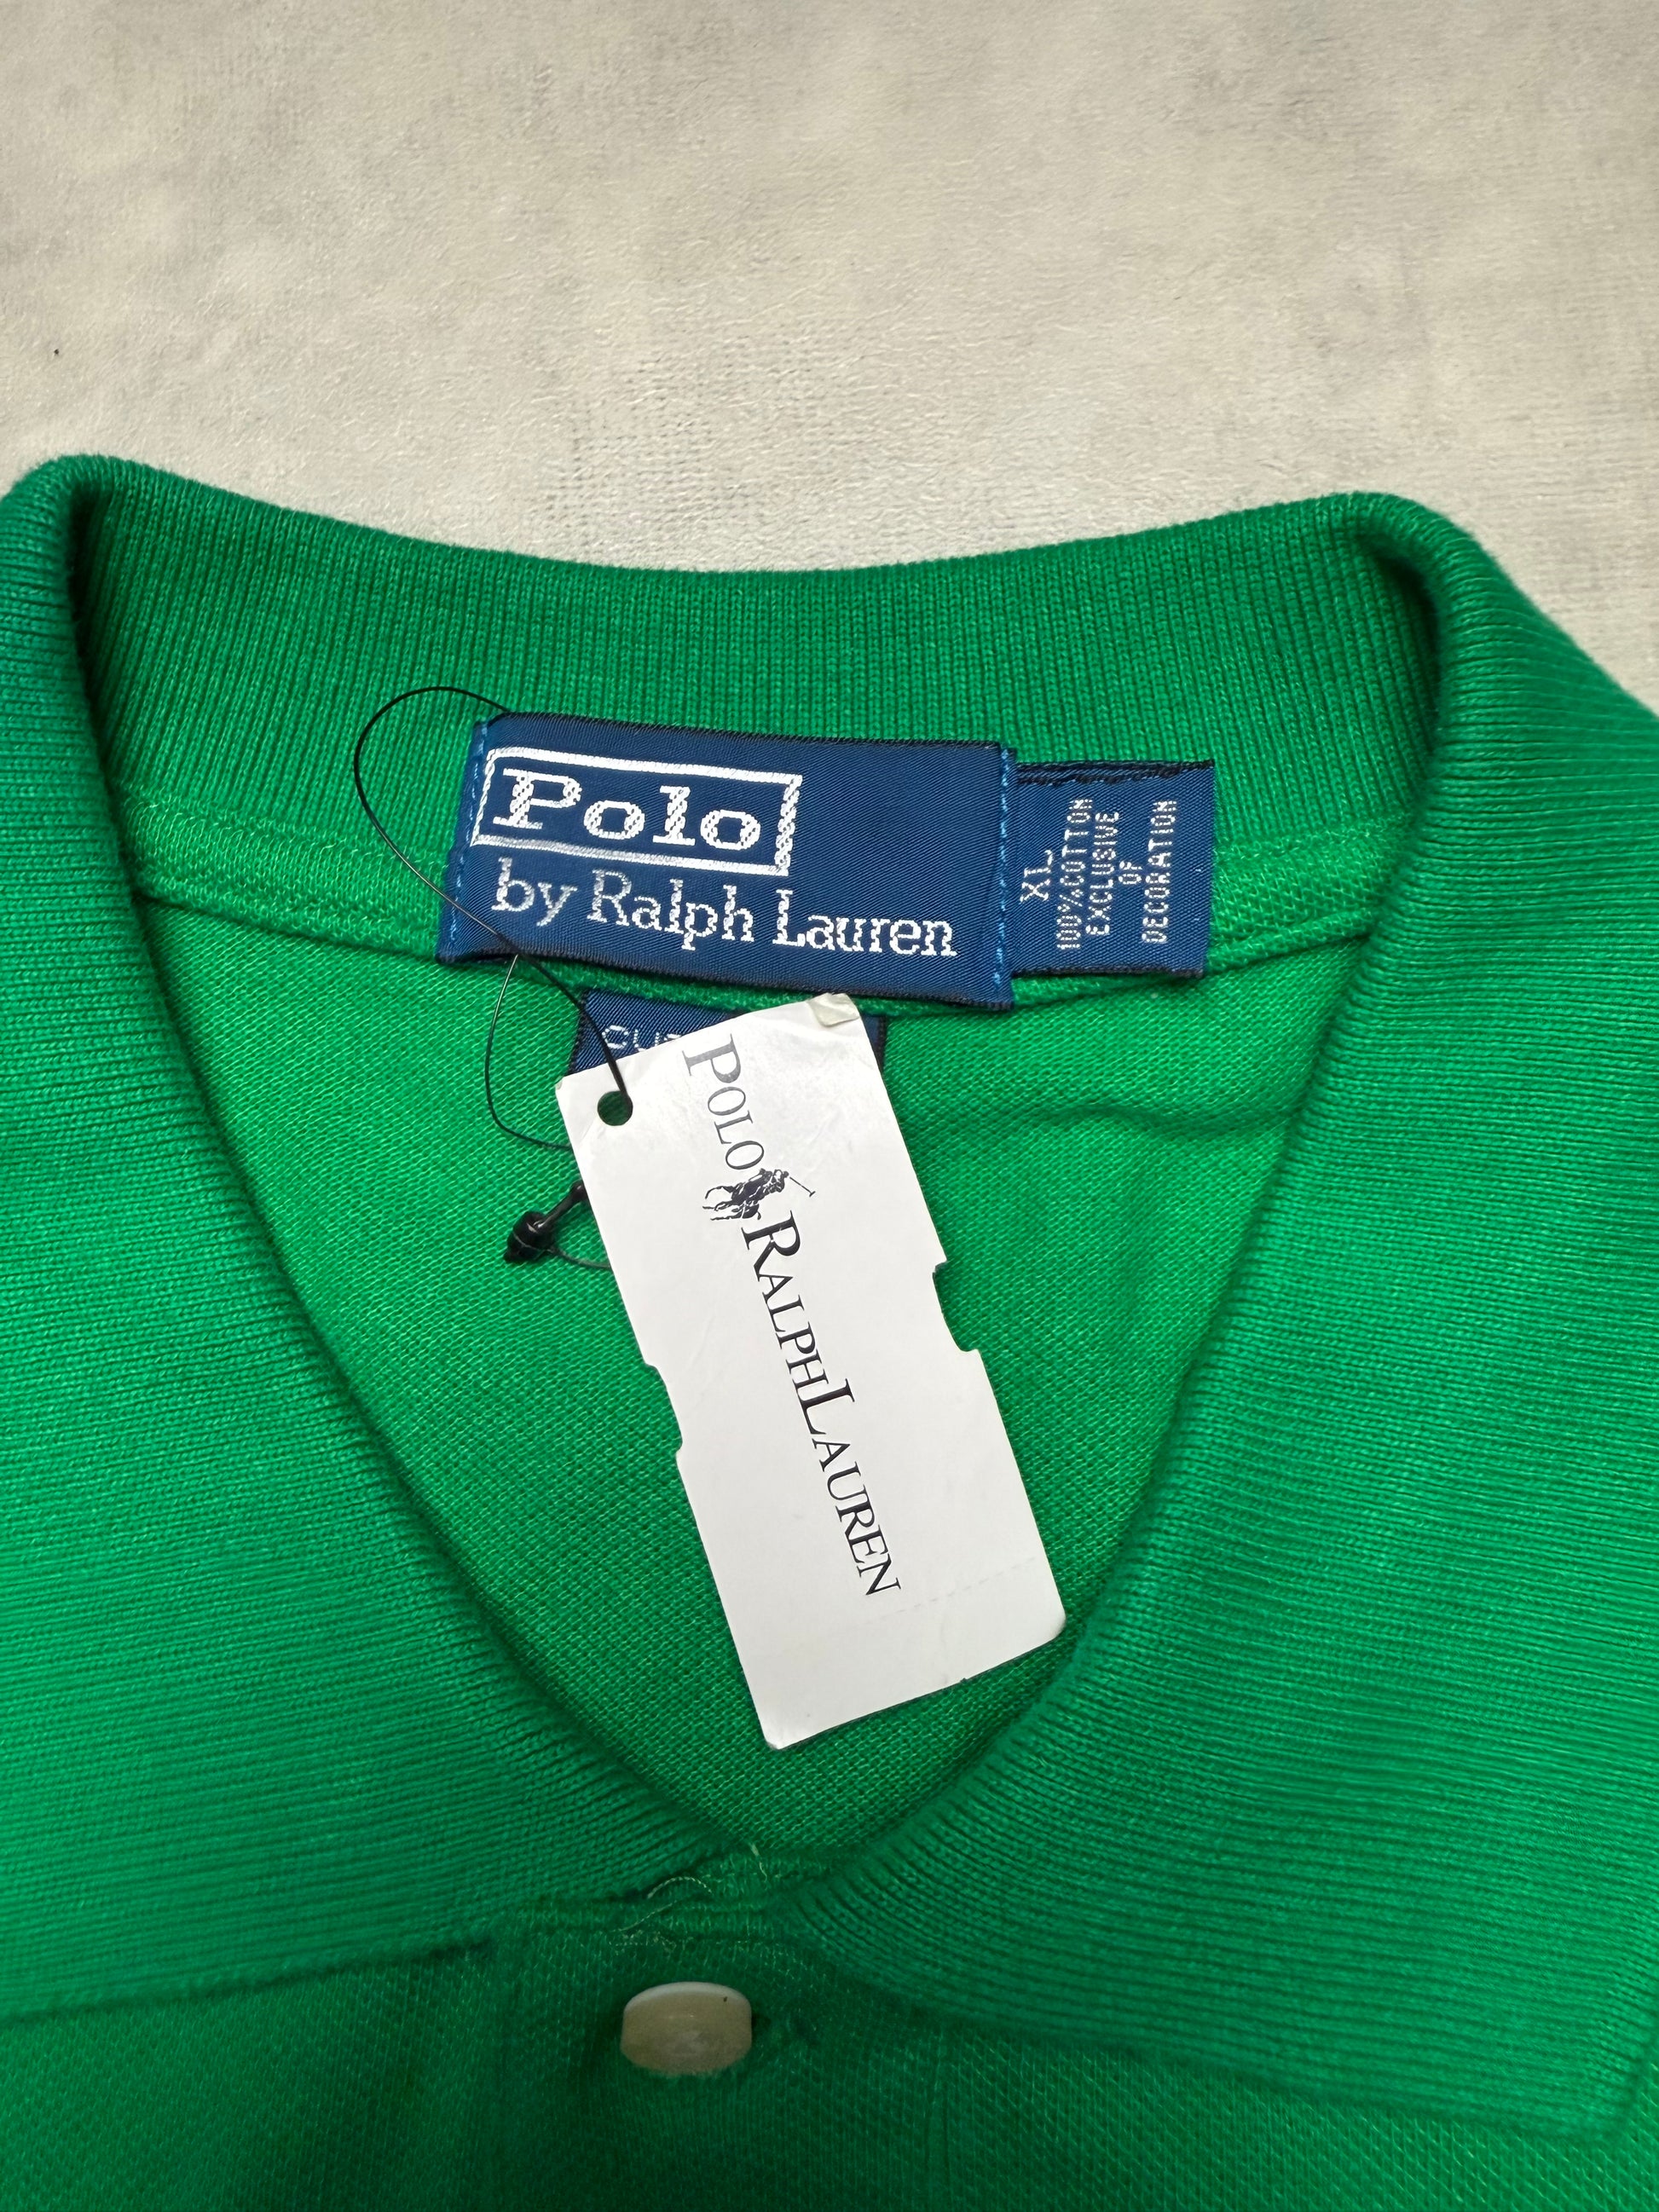 Polo
by Ralph Lauren
XL
100% COTTON
EXCLUSIVE
OF
DECORATION
POLO RALPH LAUREN